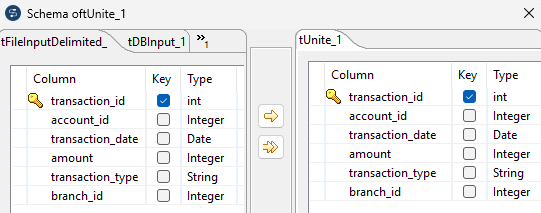 Schema oftUnite_1
tFileInputDelimited_ tDBInput_1 »1
tUnite_1
Column Key Type
transaction_id int
account_id Integer
transaction_date Date
amount Integer
transaction_type String
branch_id Integer
Column Key Type
transaction_id int
account_id Integer
transaction_date Date
amount Integer
transaction_type String
branch_id Integer